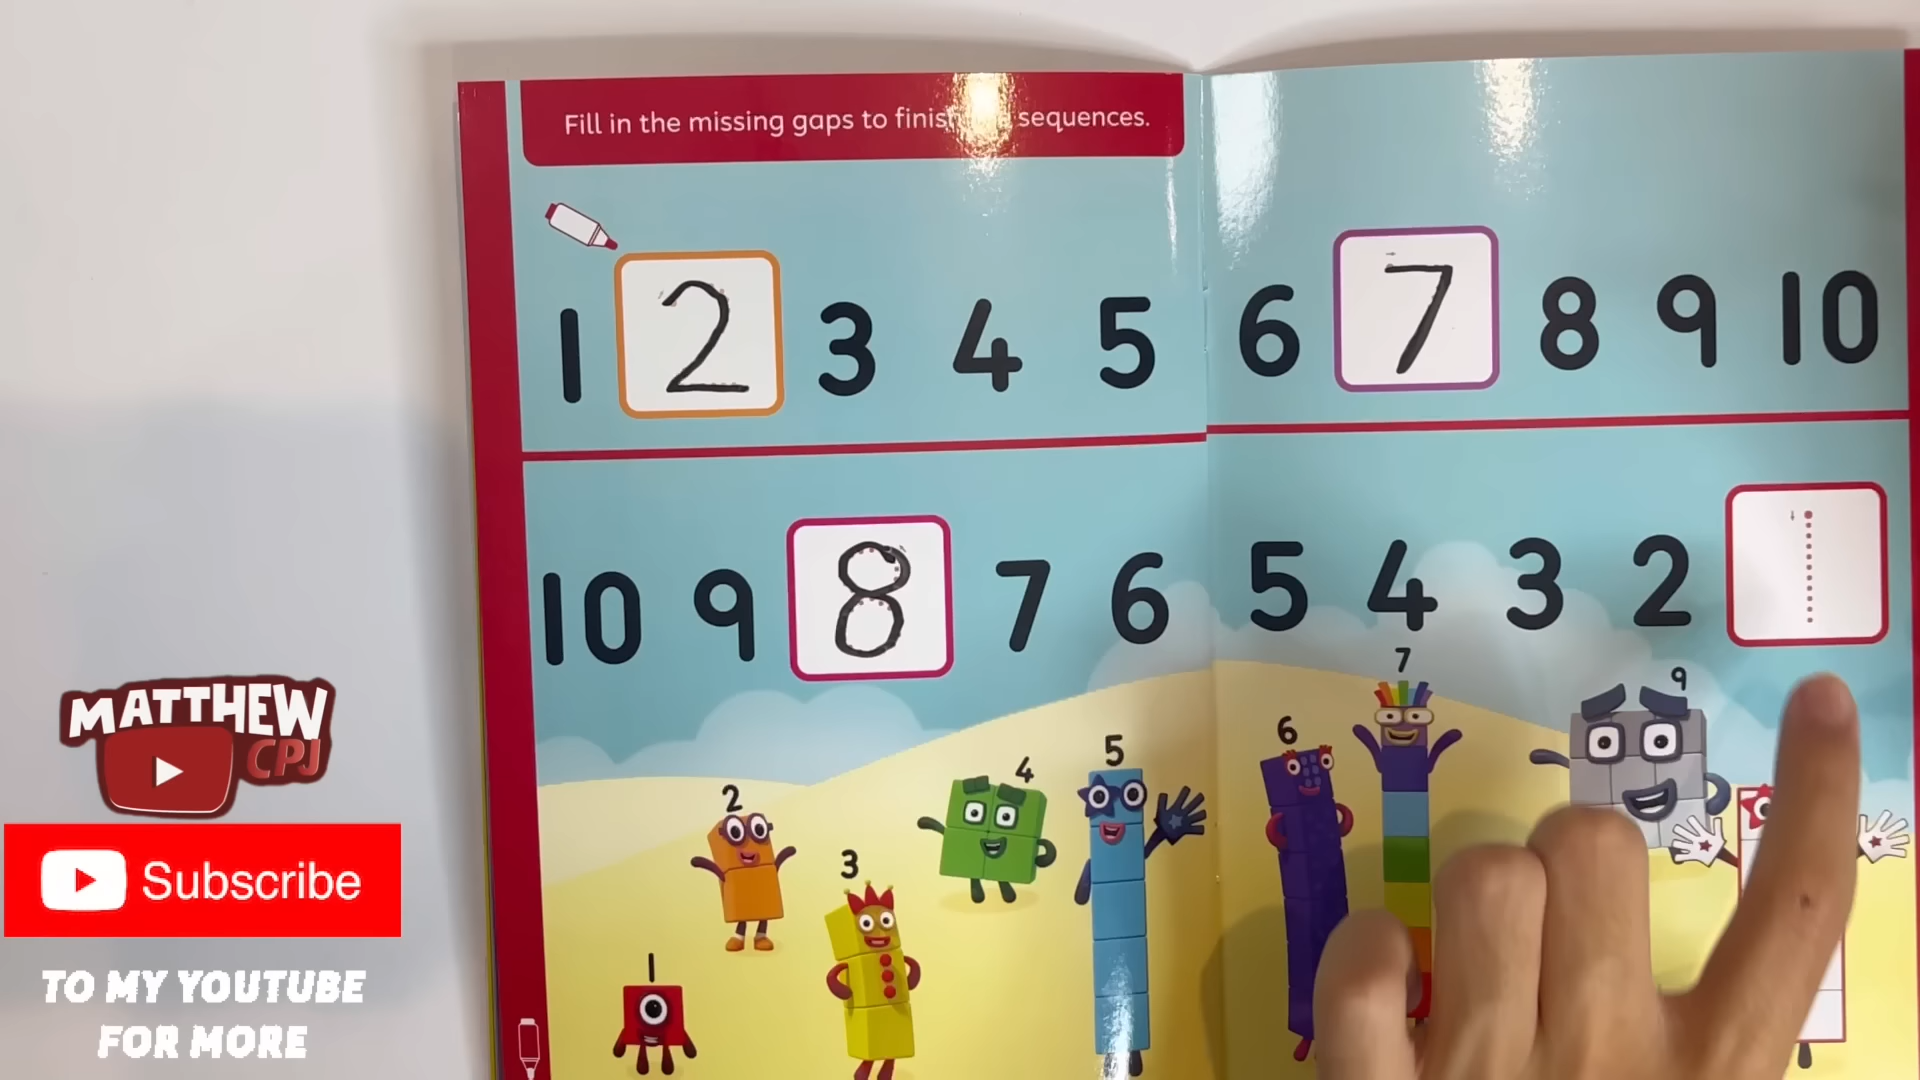 Fill in the missing gaps to finish sequences.
1 2 3 4 5 6 7 8 9 10
10 9 8 7 6 5 4 3 2
7
9
6
5
4
2
3
1
MATTHEW
CPJ
Subscribe
TO MY YOUTUBE
FOR MORE